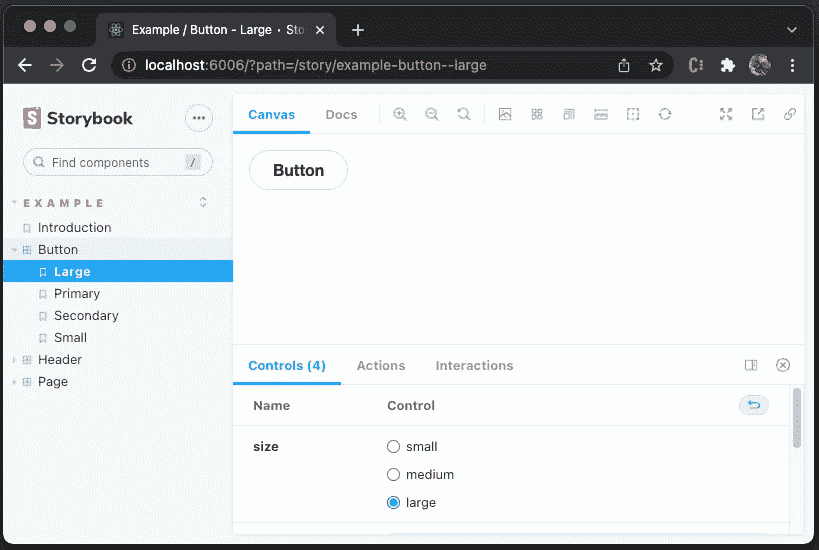 Example / Button - Large · Sto
localhost:6006/?path=/story/example-button--large
Storybook
Canvas Docs
Find components /
Button
EXAMPLE
Introduction
Button
Large
Primary
Secondary
Small
Header
Page
Controls (4) Actions Interactions
Name Control
size small
medium
large